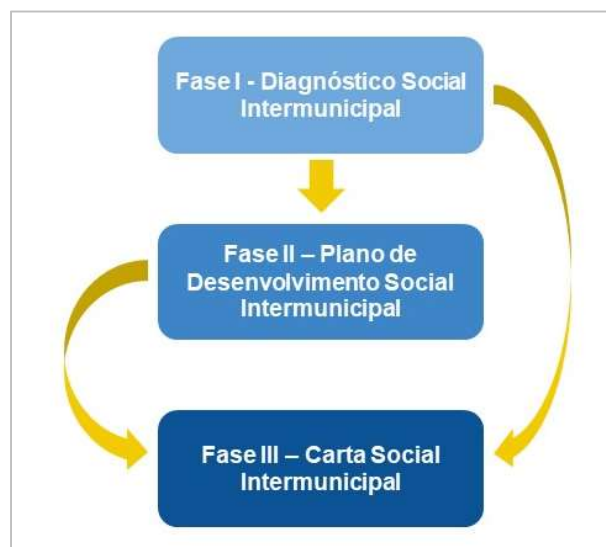 Fase I - Diagnóstico Social
Intermunicipal
Fase II – Plano de
Desenvolvimento Social
Intermunicipal
Fase III – Carta Social
Intermunicipal